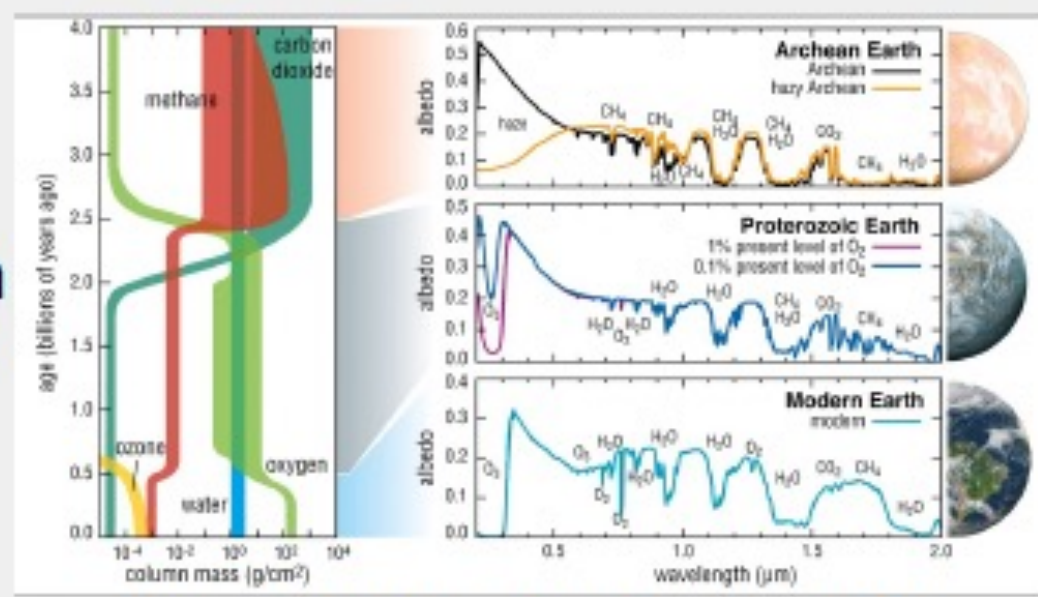 4.0
3.5
3.0
2.5
2.0
1.5
1.0
0.5
0.0
age (billions of years ago)
methane
carbon
dioxide
ozone
oxygen
water
10⁻⁴
10⁻²
10⁰
10²
10⁴
column mass (g/cm²)
0.6
0.5
0.4
0.3
0.2
0.1
0.0
albedo
Archean Earth
Archean
hazy Archean
haze
CH₄
CH₄
CH₄
H₂O
CH₄
H₂O
CO₂
H₂O
CH₄
CH₄
H₂O
0.5
0.4
0.3
0.2
0.1
0.0
albedo
Proterozoic Earth
1% present level of O₂
0.1% present level of O₂
O₃
H₂O
H₂O
H₂O
O₂
H₂O
CH₄
H₂O
CO₂
CH₄
H₂O
0.4
0.3
0.2
0.1
0.0
albedo
Modern Earth
modern
O₃
O₃
H₂O
H₂O
H₂O
O₂
O₂
O₂
H₂O
H₂O
CO₂
CH₄
H₂O
0.5
1.0
1.5
2.0
wavelength (μm)